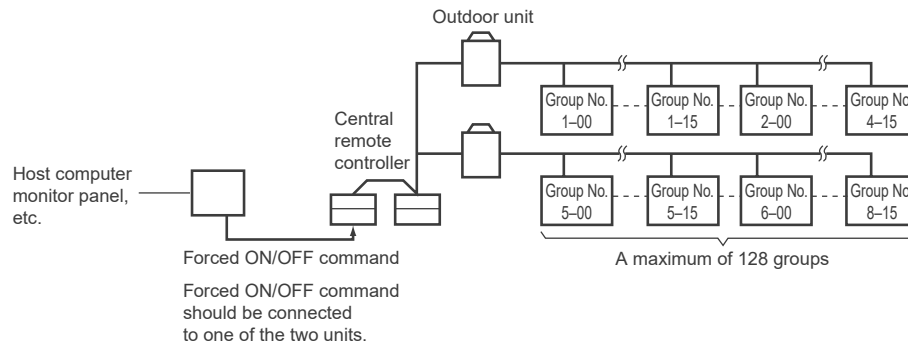 Outdoor unit
Group No.
1–00
Group No.
1–15
Group No.
2–00
Group No.
4–15
Central
remote
controller
Host computer
monitor panel,
etc.
Group No.
5–00
Group No.
5–15
Group No.
6–00
Group No.
8–15
Forced ON/OFF command
A maximum of 128 groups
Forced ON/OFF command
should be connected
to one of the two units.